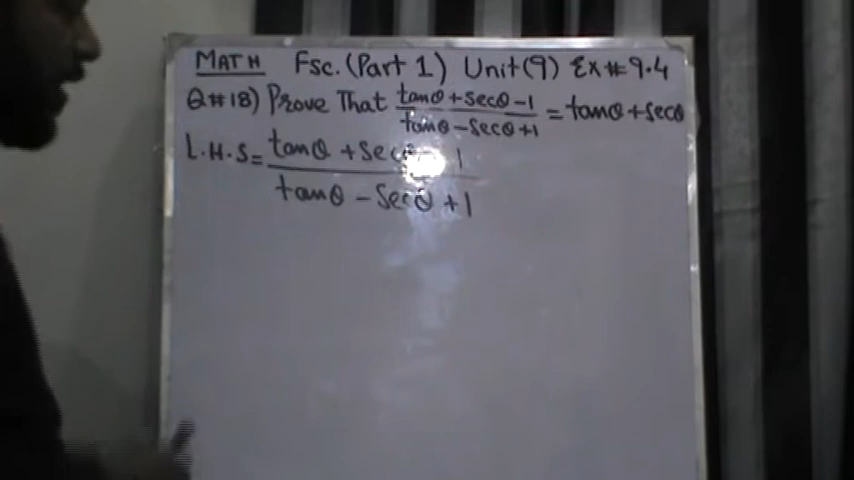 MATH Fsc. (Part 1) Unit (9) Ex # 9.4
Q # 18) Prove That tanθ + secθ - 1 / tanθ - secθ + 1 = tanθ + secθ
L.H.S = tanθ + secθ - 1
tanθ - secθ + 1